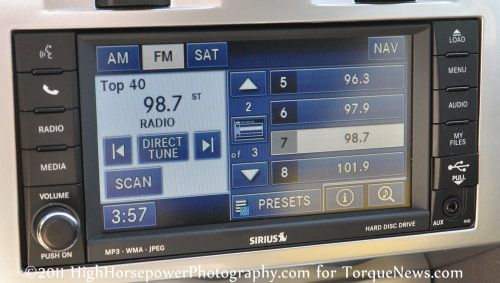 AM FM SAT NAV
LOAD
MENU
RADIO
AUDIO
MEDIA
MY FILES
VOLUME
PULL
PUSH ON
AUX
Top 40
98.7 ST
RADIO
DIRECT TUNE
SCAN
3:57
2
of 3
5 96.3
6 97.9
7 98.7
8 101.9
PRESETS
MP3 · WMA · JPEG
SIRIUS
HARD DISC DRIVE
©2011 HighHorsepowerPhotography.com for TorqueNews.com